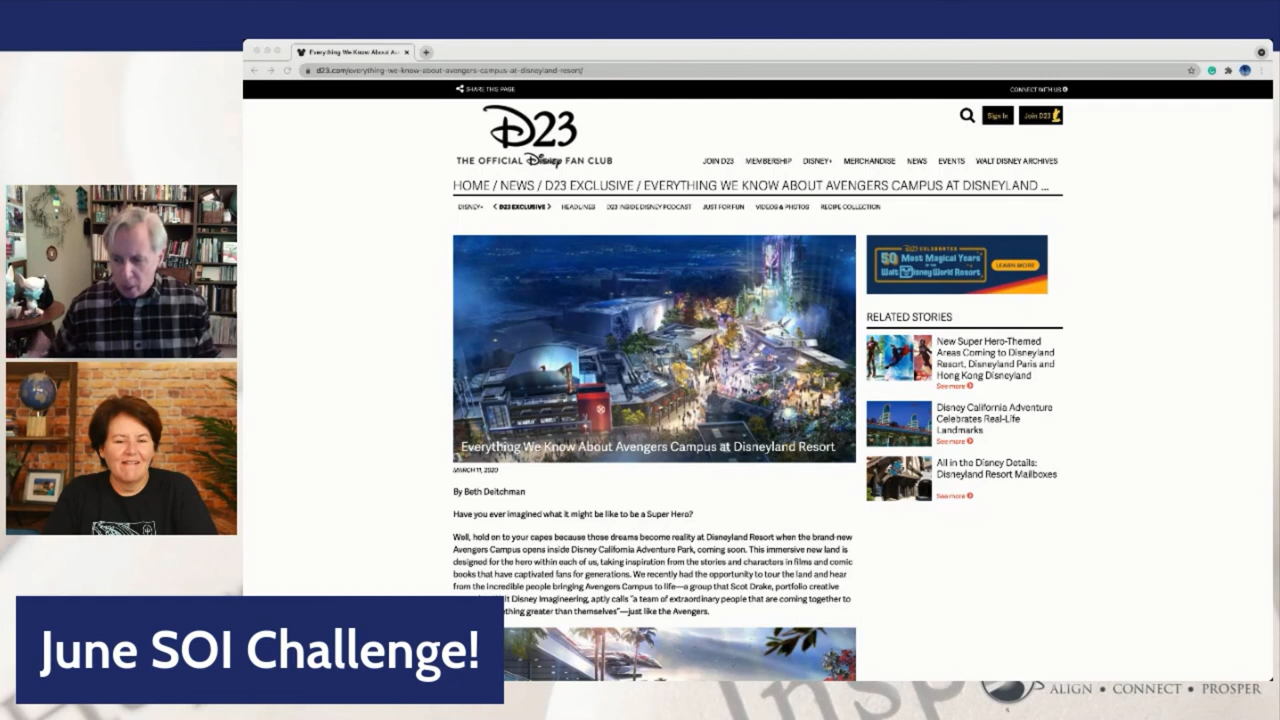 Everything We Know About Av
d23.com/everything-we-know-about-avengers-campus-at-disneyland-resort/
SHARE THIS PAGE
CONNECT WITH US
D23
THE OFFICIAL Disney FAN CLUB
Sign In
Join D23
JOIN D23 MEMBERSHIP DISNEY+ MERCHANDISE NEWS EVENTS WALT DISNEY ARCHIVES
HOME / NEWS / D23 EXCLUSIVE / EVERYTHING WE KNOW ABOUT AVENGERS CAMPUS AT DISNEYLAND ...
DISNEY+ < D23 EXCLUSIVE > HEADLINES D23 INSIDE DISNEY PODCAST JUST FOR FUN VIDEOS & PHOTOS RECIPE COLLECTION
Everything We Know About Avengers Campus at Disneyland Resort
MARCH 11, 2020
By Beth Deitchman
Have you ever imagined what it might be like to be a Super Hero?
Well, hold on to your capes because those dreams become reality at Disneyland Resort when the brand-new
Avengers Campus opens inside Disney California Adventure Park, coming soon. This immersive new land is
designed for the hero within each of us, taking inspiration from the stories and characters in films and comic
books that have captivated fans for generations. We recently had the opportunity to tour the land and hear
from the incredible people bringing Avengers Campus to life—a group that Scot Drake, portfolio creative
Disney Imagineering, aptly calls "a team of extraordinary people that are coming together to
greater than themselves"—just like the Avengers.
D23 CELEBRATES
50 Most Magical Years
OF THE
Walt Disney World Resort
LEARN MORE
RELATED STORIES
New Super Hero-Themed
Areas Coming to Disneyland
Resort, Disneyland Paris and
Hong Kong Disneyland
See more
Disney California Adventure
Celebrates Real-Life
Landmarks
See more
All in the Disney Details:
Disneyland Resort Mailboxes
See more
June SOI Challenge!
ALIGN • CONNECT • PROSPER